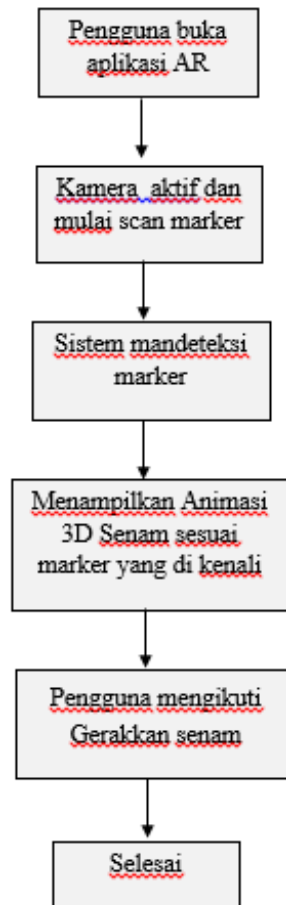 Pengguna buka
aplikasi AR
Kamera aktif dan
mulai scan marker
Sistem mandeteksi
marker
Menampilkan Animasi
3D Senam sesuai
marker yang di kenali
Pengguna mengikuti
Gerakkan senam
Selesai